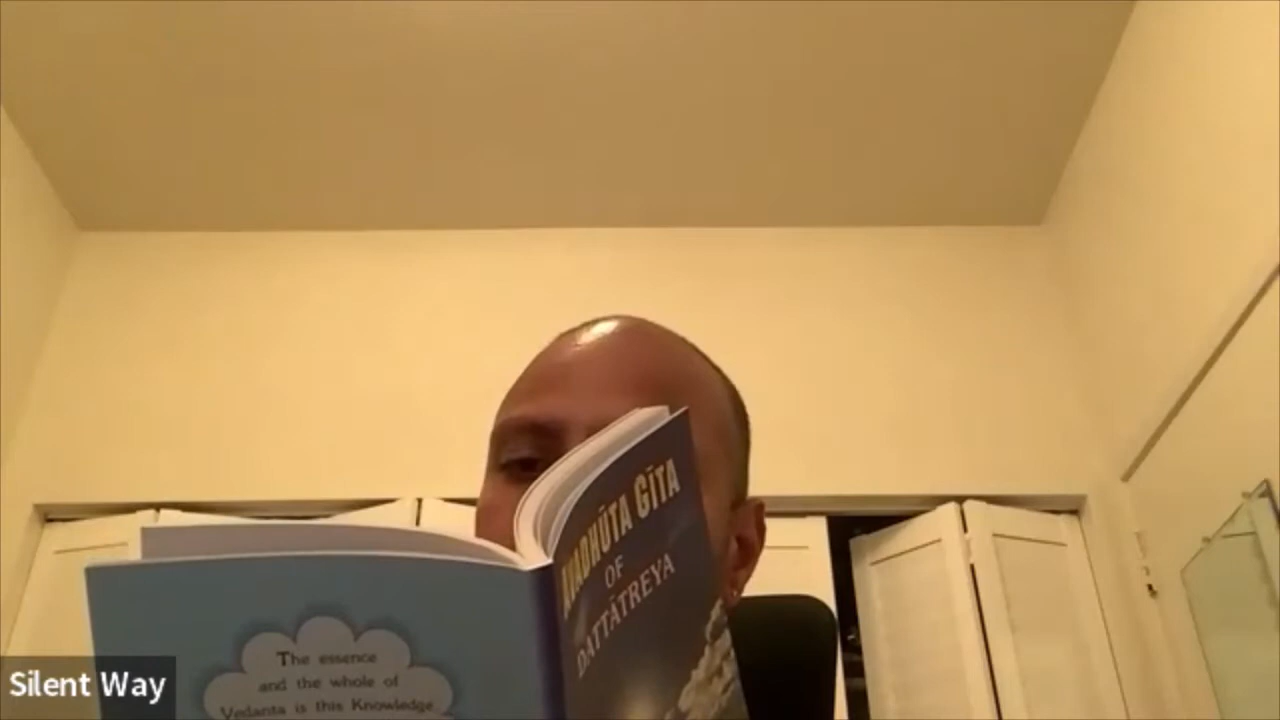 AVADHŪTA GĪTA
OF
DATTĀTREYA
The essence
and the whole of
Vedanta is this Knowledge
Silent Way